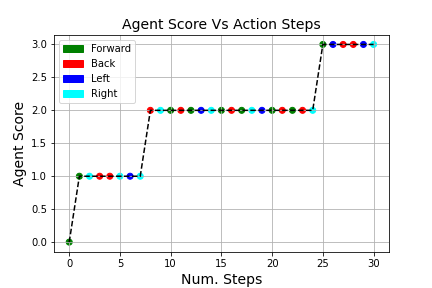 Agent Score Vs Action Steps
Forward
Back
Left
Right
Agent Score
3.0
2.5
2.0
1.5
1.0
0.5
0.0
0 5 10 15 20 25 30
Num. Steps